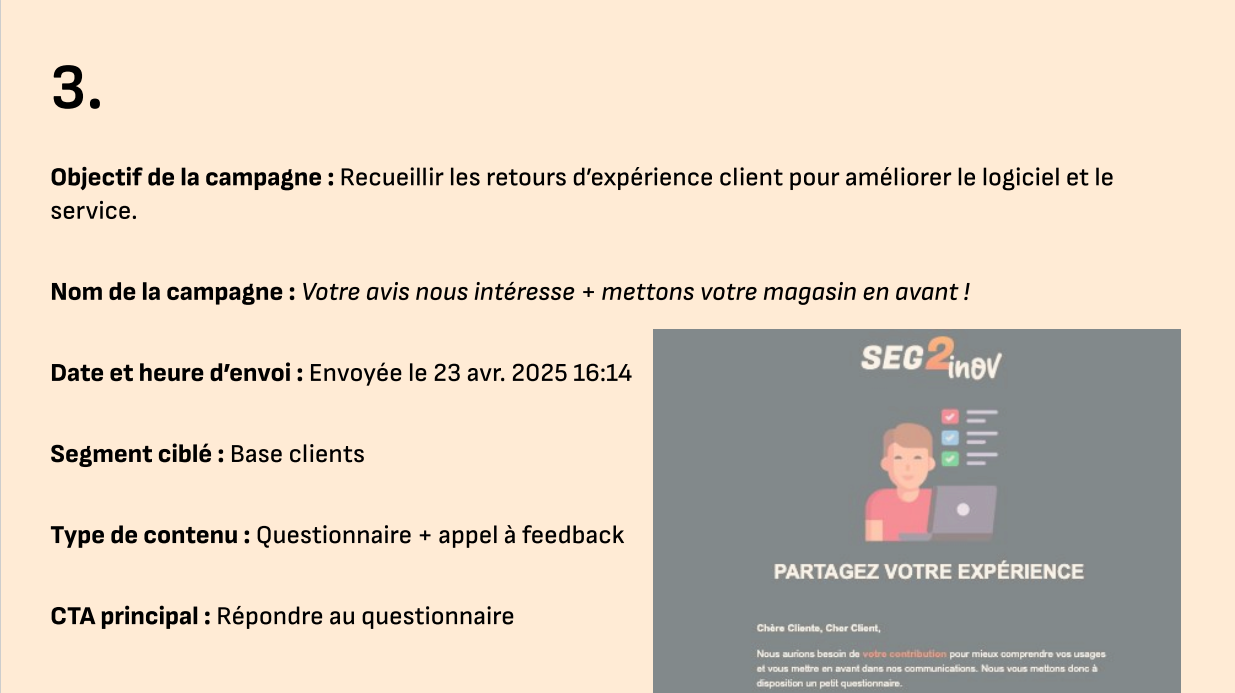 3.
Objectif de la campagne : Recueillir les retours d’expérience client pour améliorer le logiciel et le
service.
Nom de la campagne : Votre avis nous intéresse + mettons votre magasin en avant !
Date et heure d’envoi : Envoyée le 23 avr. 2025 16:14
Segment ciblé : Base clients
Type de contenu : Questionnaire + appel à feedback
CTA principal : Répondre au questionnaire
SEG2inov
PARTAGEZ VOTRE EXPÉRIENCE
Chère Cliente, Cher Client,
Nous aurions besoin de votre contribution pour mieux comprendre vos usages
et vous mettre en avant dans nos communications. Nous vous mettons donc à
disposition un petit questionnaire.